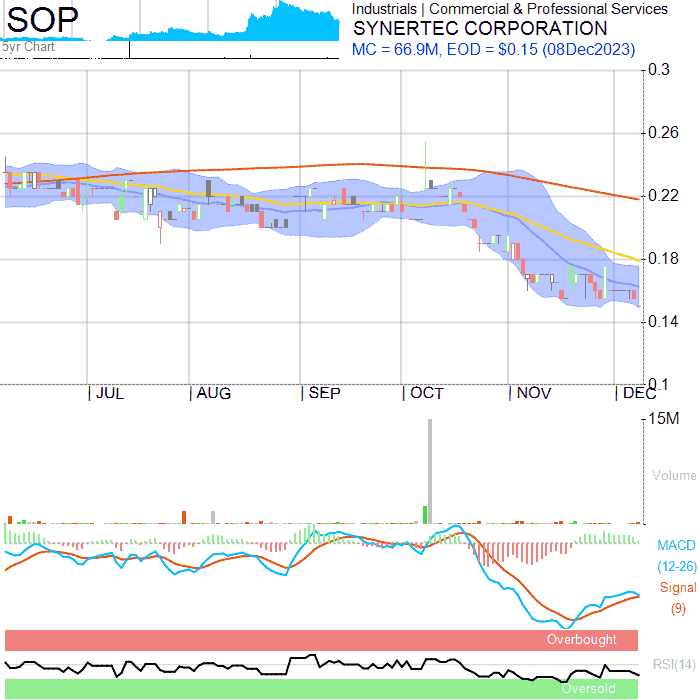 SOP
5yr Chart
Industrials | Commercial & Professional Services
SYNERTEC CORPORATION
MC = 66.9M, EOD = $0.15 (08Dec2023)
0.3
0.26
0.22
0.18
0.14
0.1
JUL AUG SEP OCT NOV DEC
15M
Volume
MACD
(12-26)
Signal
(9)
Overbought
RSI(14)
Oversold